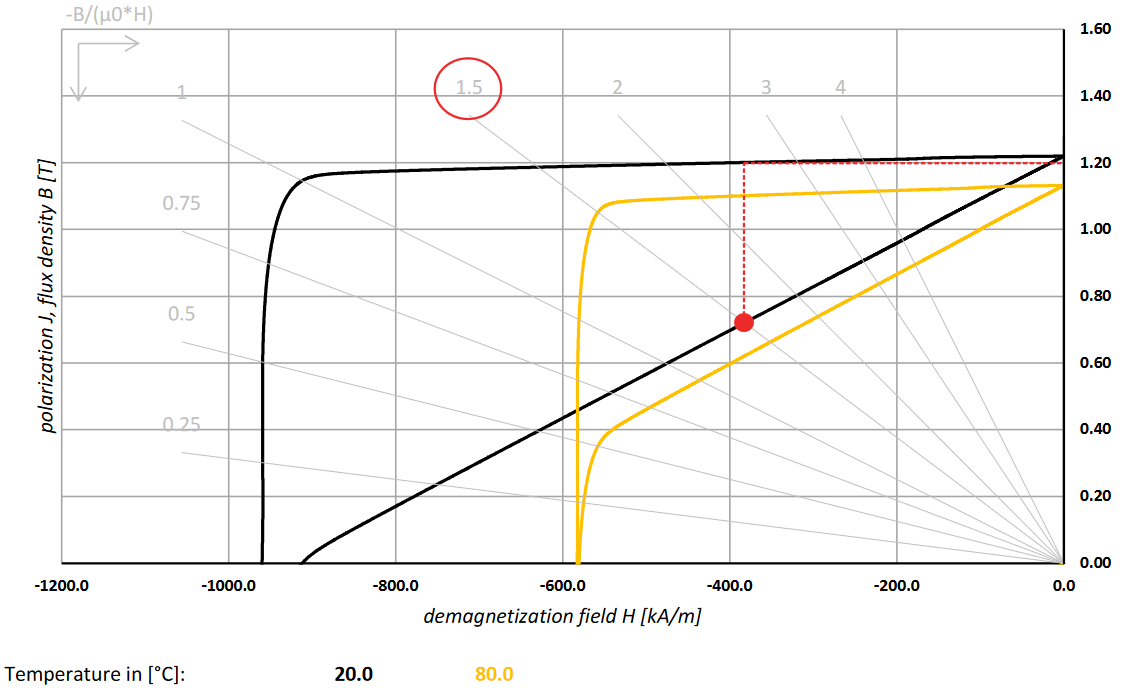 -B/(μ0*H)
1.60
1 1.5 2 3 4
1.40
1.20
0.75
1.00
0.5
0.80
0.60
0.25
0.40
0.20
0.00
polarization J, flux density B [T]
-1200.0 -1000.0 -800.0 -600.0 -400.0 -200.0 0.0
demagnetization field H [kA/m]
Temperature in [°C]: 20.0 80.0